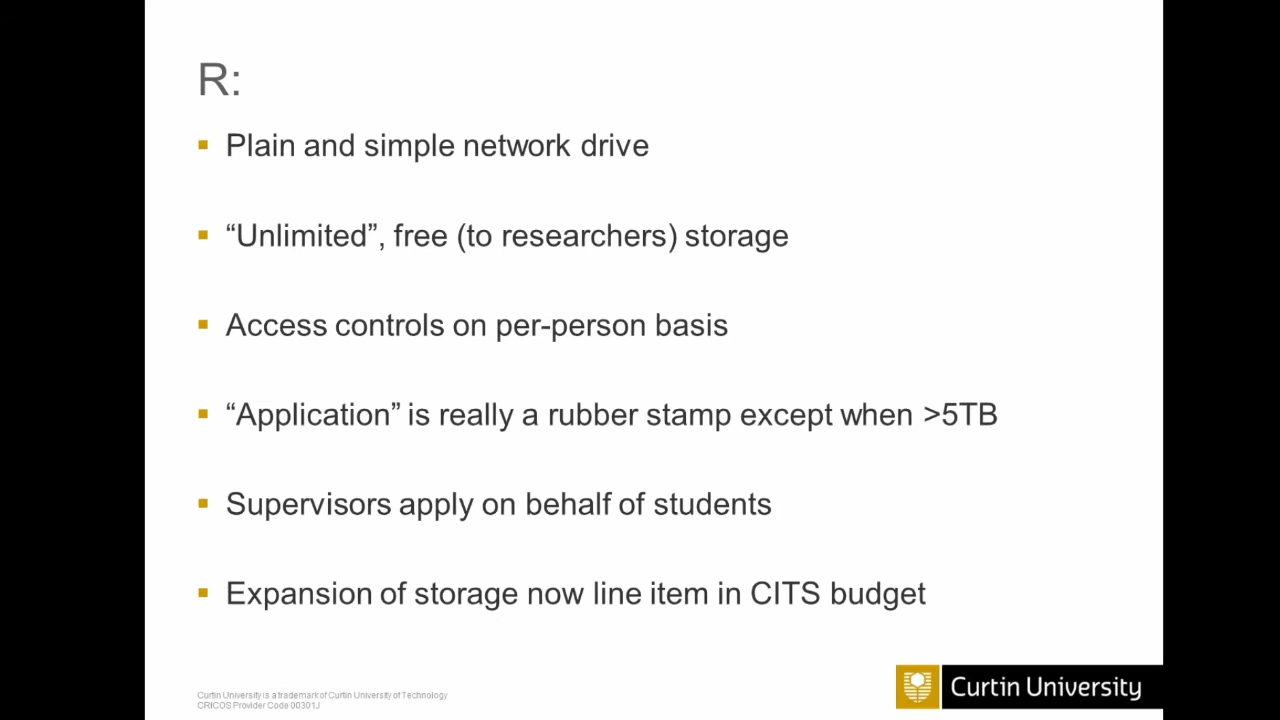 R:
Plain and simple network drive
“Unlimited”, free (to researchers) storage
Access controls on per-person basis
“Application” is really a rubber stamp except when >5TB
Supervisors apply on behalf of students
Expansion of storage now line item in CITS budget
Curtin University is a trademark of Curtin University of Technology
CRICOS Provider Code 00301J
Curtin University